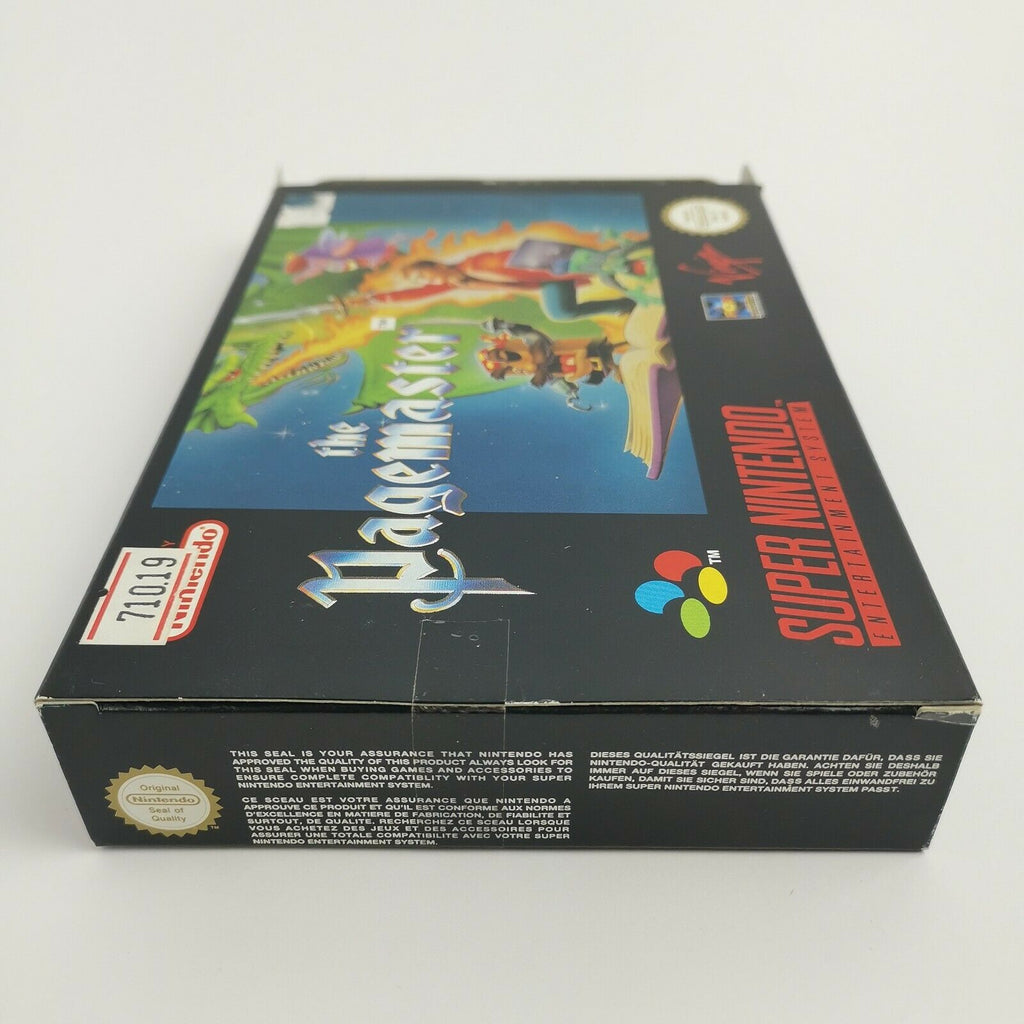 the
Pagemaster
TM
Virgin
SUPER NINTENDO
TM
ENTERTAINMENT SYSTEM
TM
Nintendo
71019
Original
Nintendo
Seal of
Quality
TM
THIS SEAL IS YOUR ASSURANCE THAT NINTENDO HAS
APPROVED THE QUALITY OF THIS PRODUCT ALWAYS LOOK FOR
THIS SEAL WHEN BUYING GAMES AND ACCESSORIES TO
ENSURE COMPLETE COMPATIBLITY WITH YOUR SUPER
NINTENDO ENTERTAINMENT SYSTEM.
CE SCEAU EST VOTRE ASSURANCE QUE NINTENDO A
APPROUVE CE PRODUIT ET QU'IL EST CONFORME AUX NORMES
D'EXCELLENCE EN MATIERE DE FABRICATION, DE FIABILITE ET
SURTOUT, DE QUALITE. RECHERCHEZ CE SCEAU LORSQUE
VOUS ACHETEZ DES JEUX ET DES ACCESSOIRES POUR
ASSURER UNE TOTALE COMPATIBILITE AVEC VOTRE SUPER
NINTENDO ENTERTAINMENT SYSTEM.
DIESES QUALITÄTSSIEGEL IST DIE GARANTIE DAFÜR, DASS SIE
NINTENDO-QUALITÄT GEKAUFT HABEN. ACHTEN SIE DESHALB
IMMER AUF DIESES SIEGEL, WENN SIE SPIELE ODER ZUBEHÖR
KAUFEN, DAMIT SIE SICHER SIND, DASS ALLES EINWANDFREI ZU
IHREM SUPER NINTENDO ENTERTAINMENT SYSTEM PASST.